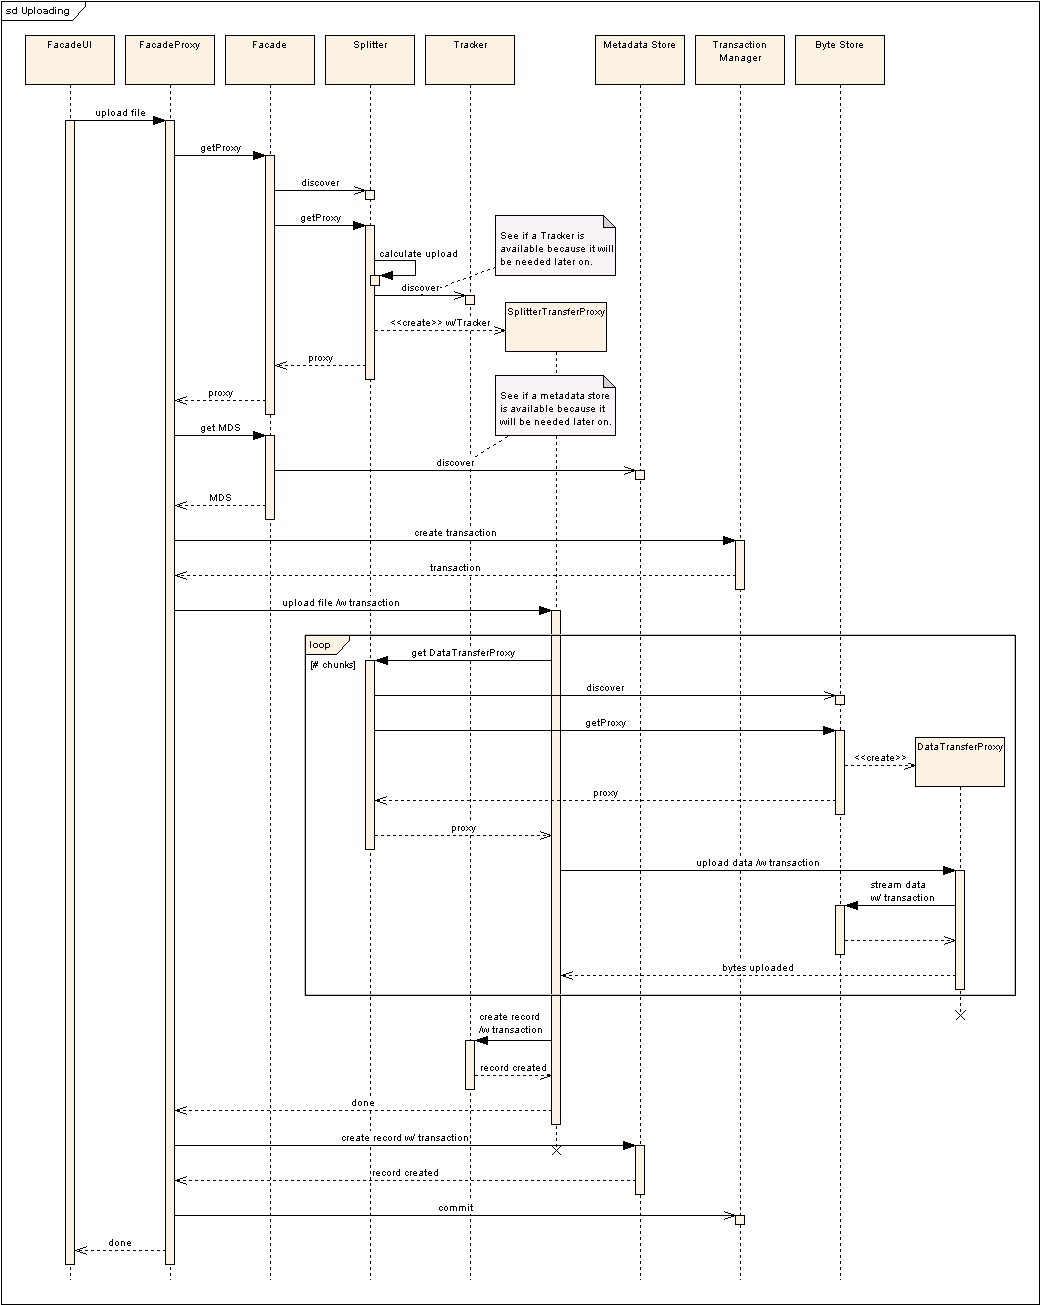 sd Uploading
FacadeUI
FacadeProxy
Facade
Splitter
Tracker
Metadata Store
Transaction
Manager
Byte Store
upload file
getProxy
discover
getProxy
See if a Tracker is
available because it will
be needed later on.
calculate upload
discover
SplitterTransferProxy
<<create>> w/Tracker
proxy
proxy
See if a metadata store
is available because it
will be needed later on.
get MDS
discover
MDS
create transaction
transaction
upload file /w transaction
loop
[# chunks]
get DataTransferProxy
discover
getProxy
DataTransferProxy
<<create>>
proxy
proxy
upload data /w transaction
stream data
w/ transaction
bytes uploaded
create record
/w transaction
record created
done
create record w/ transaction
record created
commit
done